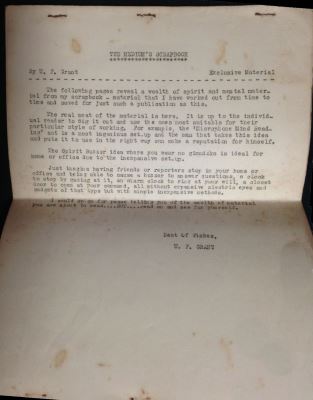 THE MEDIUM'S SCRAPBOOK
By U. F. Grant Exclusive Material
The following pages reveal a wealth of spirit and mental mater-
ial from my scrapbook - material that I have worked out from time to
time and saved for just such a publication as this.
The real meat of the material is here. It is up to the individ-
ual reader to dig it out and use the ones most suitable for their
particular style of working. For example, the "Microphone Mind Read-
ing" and is a most ingenious set-up and the man that takes this idea
and puts it to use in the right way can make a reputation for himself.
The Spirit Buzzer idea where you wear no gimmicks is ideal for
home or office due to the inexpensive set.up.
Just imagine having friends or reporters stop in your home or
office and being able to cause a buzzer to answer questions, a clock
to stop by gazing at it, an alarm clock to ring at your will, a closet
door to open at your command, all without expensive electric eyes and
gadgets of that type but with simple inexpensive methods.
I could go on for pages telling you of the wealth of material
you are about to read....BUT....read on and see for yourself.
Best Of Wishes,
U. F. GRANT